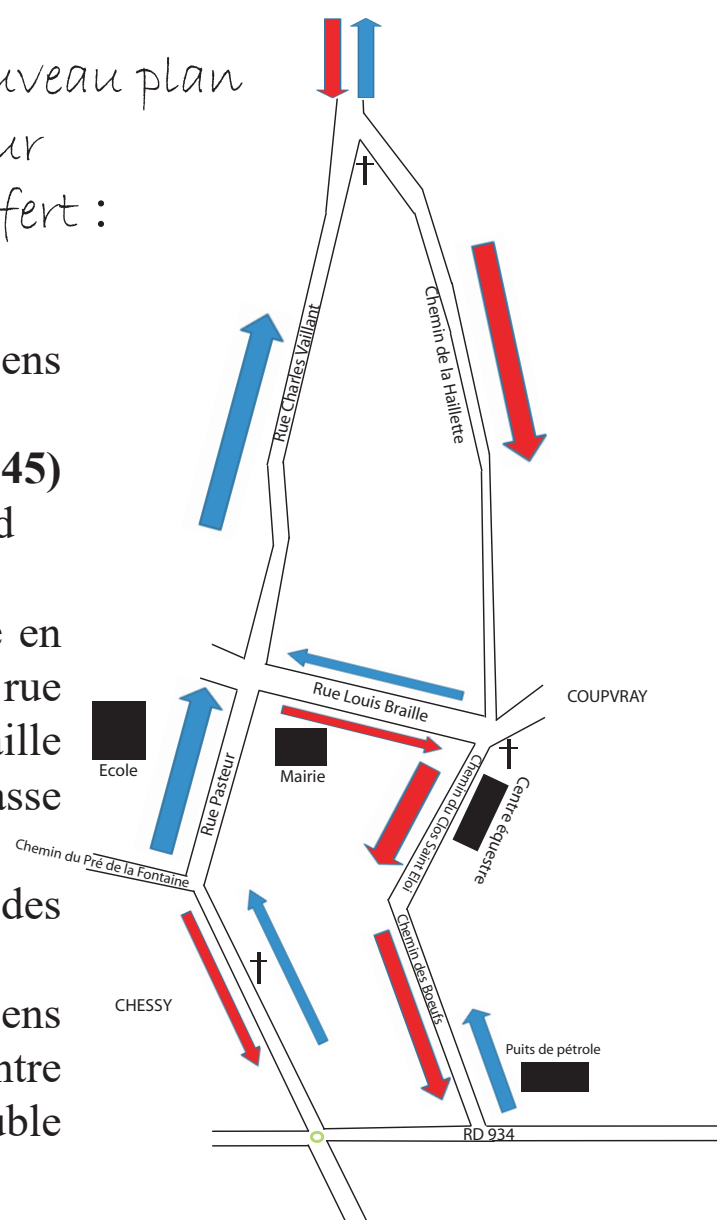 uveau plan
ur
fert :
ens
45)
d
e en
rue
aille
asse
des
ens
ntre
uble
Rue Charles Vaillant
Chemin de la Haillette
Rue Louis Braille
COUPVRAY
Ecole
Mairie
Rue Pasteur
Chemin du Clos Saint Eloi
Centre équestre
Chemin du Pré de la Fontaine
Chemin des Boeufs
CHESSY
Puits de pétrole
RD 934